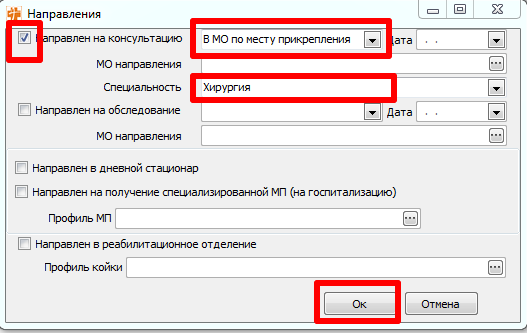 Направления
Направлен на консультацию В МО по месту прикрепления Дата . .
МО направления ...
Специальность Хирургия
Направлен на обследование Дата . .
МО направления ...
Направлен в дневной стационар
Направлен на получение специализированной МП (на госпитализацию)
Профиль МП ...
Направлен в реабилитационное отделение
Профиль койки ...
Ок Отмена